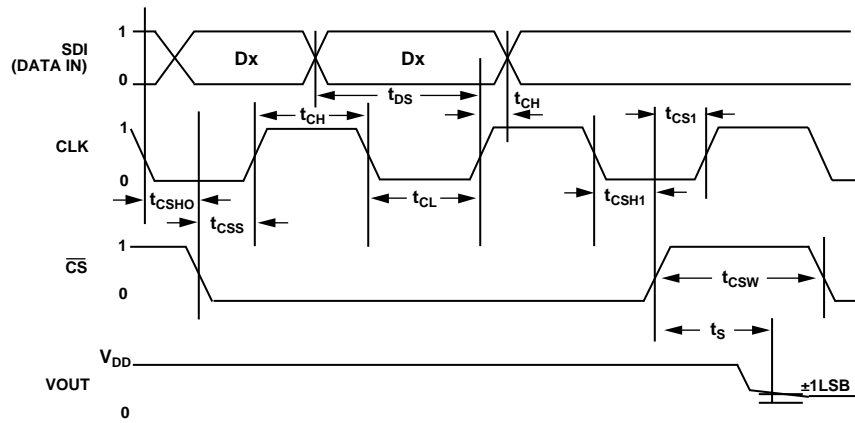 SDI
(DATA IN)
1
0
Dx
Dx
tDS
tCH
tCH
tCS1
CLK
1
0
tCSHO
tCSS
tCL
tCSH1
CS
1
0
tCSW
tS
VDD
VOUT
0
±1LSB